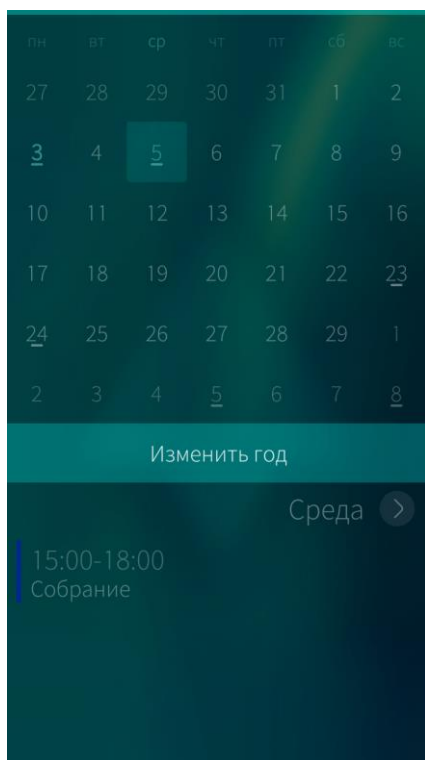 пн вт ср чт пт сб вс
27 28 29 30 31 1 2
3 4 5 6 7 8 9
10 11 12 13 14 15 16
17 18 19 20 21 22 23
24 25 26 27 28 29 1
2 3 4 5 6 7 8
Изменить год
Среда
15:00-18:00
Собрание